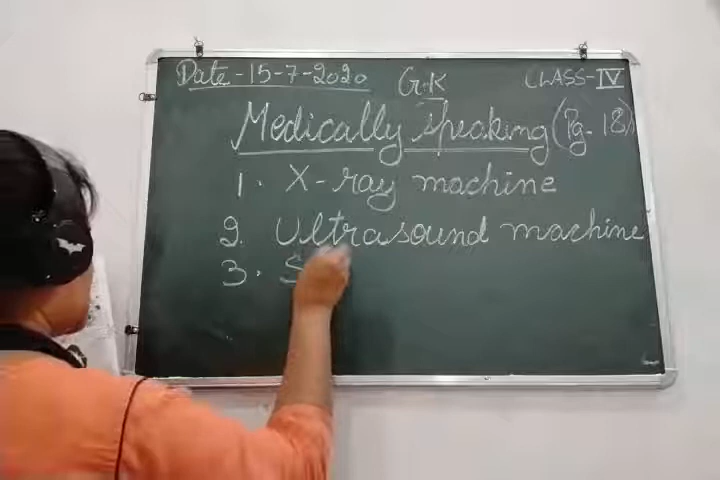 Date-15-7-2020 G.K CLASS-IV
Medically speaking (Pg-18)
1. X-ray machine
2. Ultrasound machine
3. S